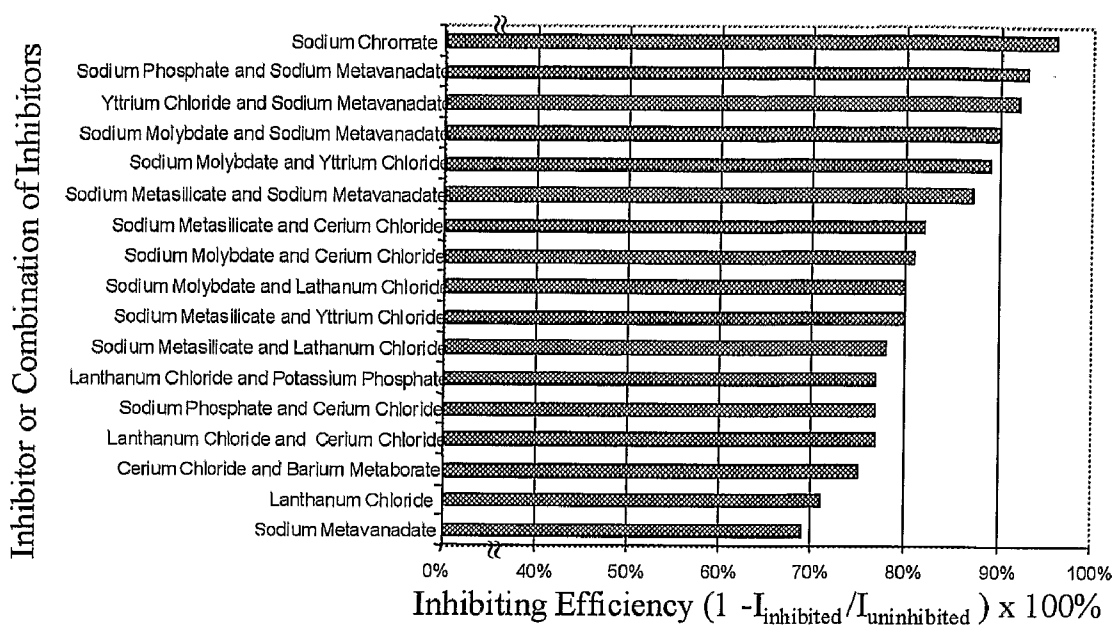 Inhibitor or Combination of Inhibitors
Sodium Chromate
Sodium Phosphate and Sodium Metavanadate
Yttrium Chloride and Sodium Metavanadate
Sodium Molybdate and Sodium Metavanadate
Sodium Molybdate and Yttrium Chloride
Sodium Metasilicate and Sodium Metavanadate
Sodium Metasilicate and Cerium Chloride
Sodium Molybdate and Cerium Chloride
Sodium Molybdate and Lathanum Chloride
Sodium Metasilicate and Yttrium Chloride
Sodium Metasilicate and Lathanum Chloride
Lanthanum Chloride and Potassium Phosphate
Sodium Phosphate and Cerium Chloride
Lanthanum Chloride and Cerium Chloride
Cerium Chloride and Barium Metaborate
Lanthanum Chloride
Sodium Metavanadate
0% 40% 50% 60% 70% 80% 90% 100%
Inhibiting Efficiency (1 -Iinhibited/Iuninhibited ) x 100%